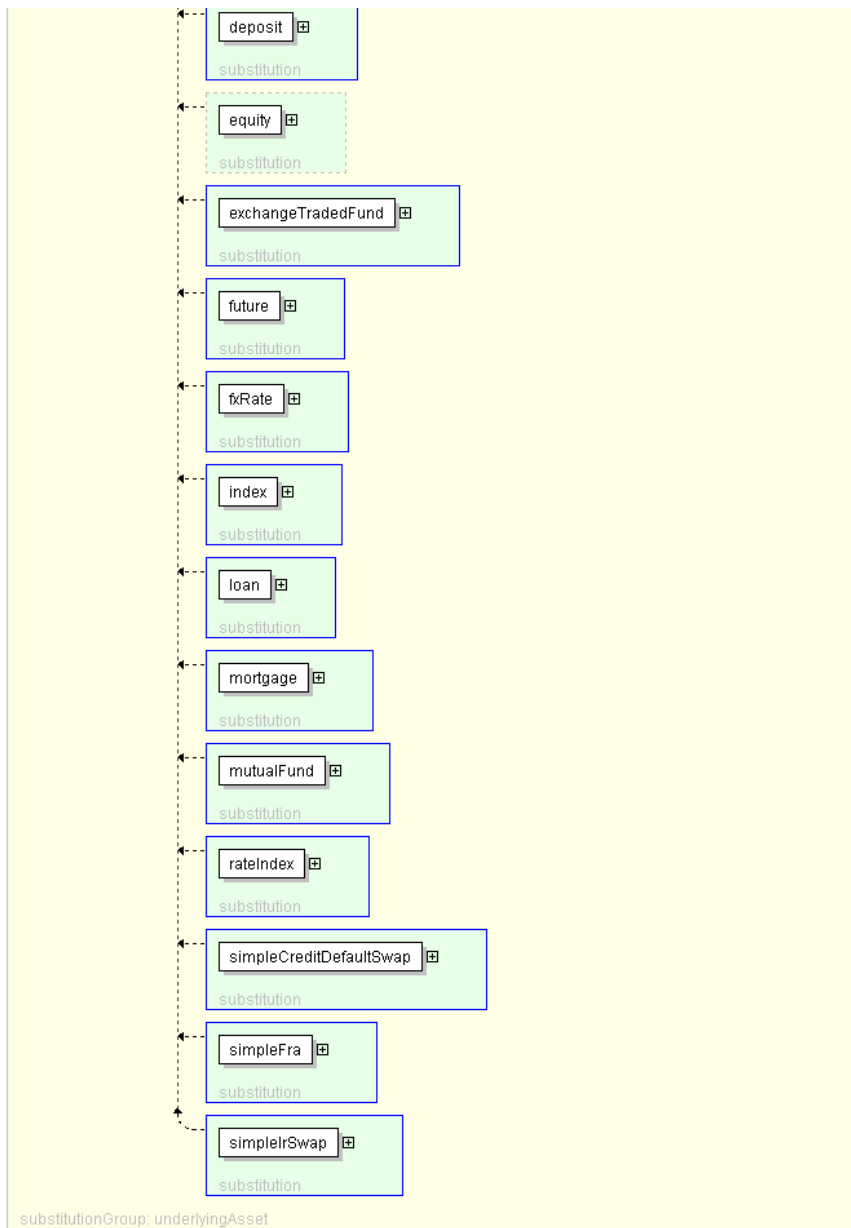 deposit
substitution
equity
substitution
exchangeTradedFund
substitution
future
substitution
fxRate
substitution
index
substitution
loan
substitution
mortgage
substitution
mutualFund
substitution
rateIndex
substitution
simpleCreditDefaultSwap
substitution
simpleFra
substitution
simpleIrSwap
substitution
substitutionGroup: underlyingAsset